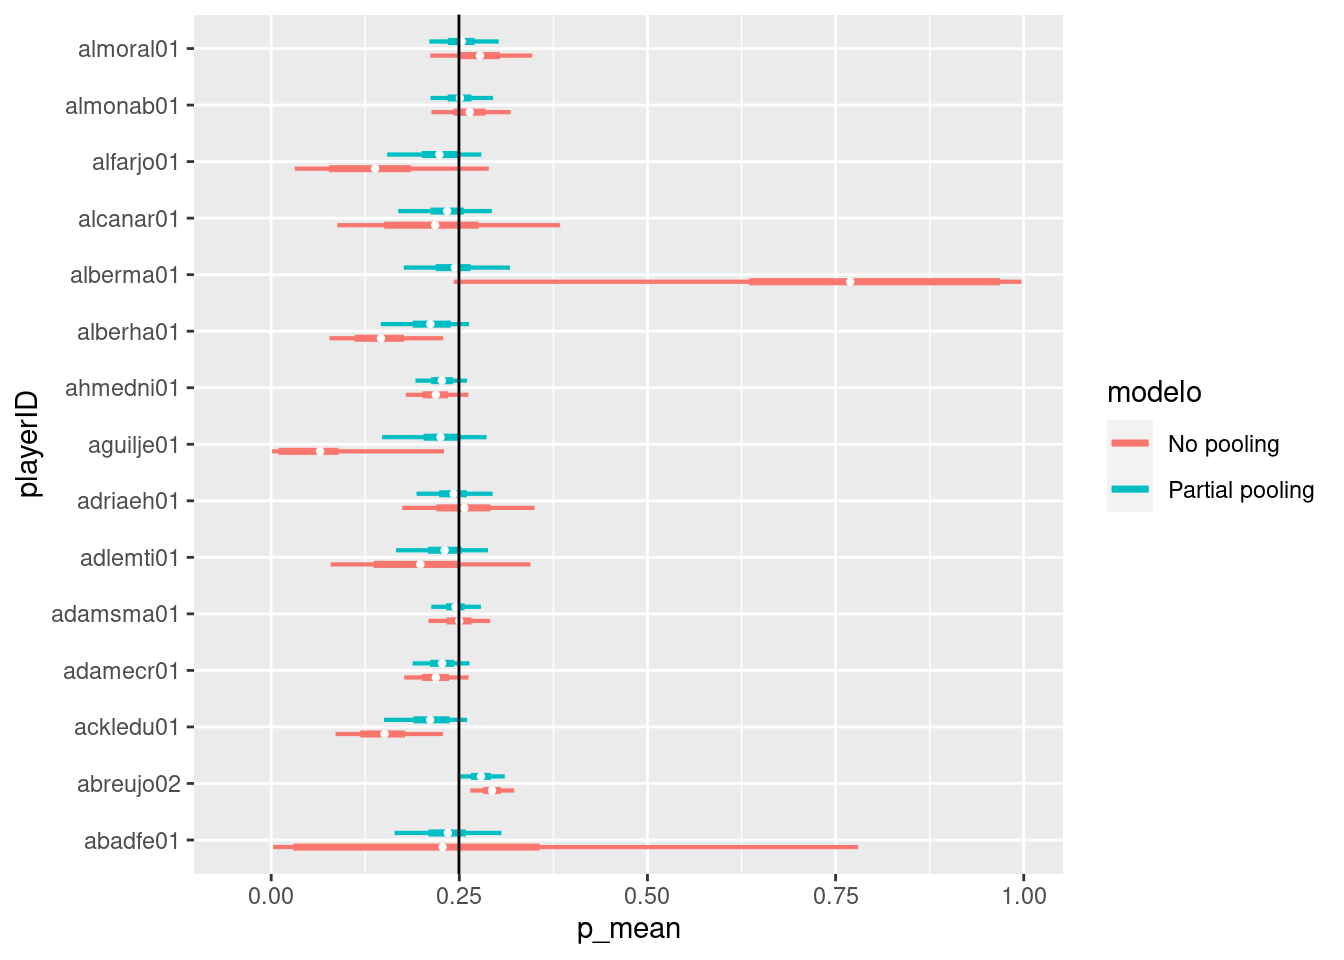 almoral01
almonab01
alfarjo01
alcanar01
alberma01
alberha01
ahmedni01
aguilje01
adriaeh01
adlemti01
adamsma01
adamecr01
ackledu01
abreujo02
abadfe01
playerID
0.00 0.25 0.50 0.75 1.00
p_mean
modelo
No pooling
Partial pooling